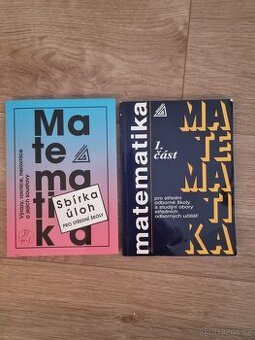 Ma
te
ma
ti
ka
Výrazy, rovnice, nerovnice
a jejich soustavy
Sbírka
úloh
PRO STŘEDNÍ ŠKOLY
matematika
1.
část
MA
TE
MA
TI
KA
pro střední
odborné školy
a studijní obory
středních
odborných učilišť